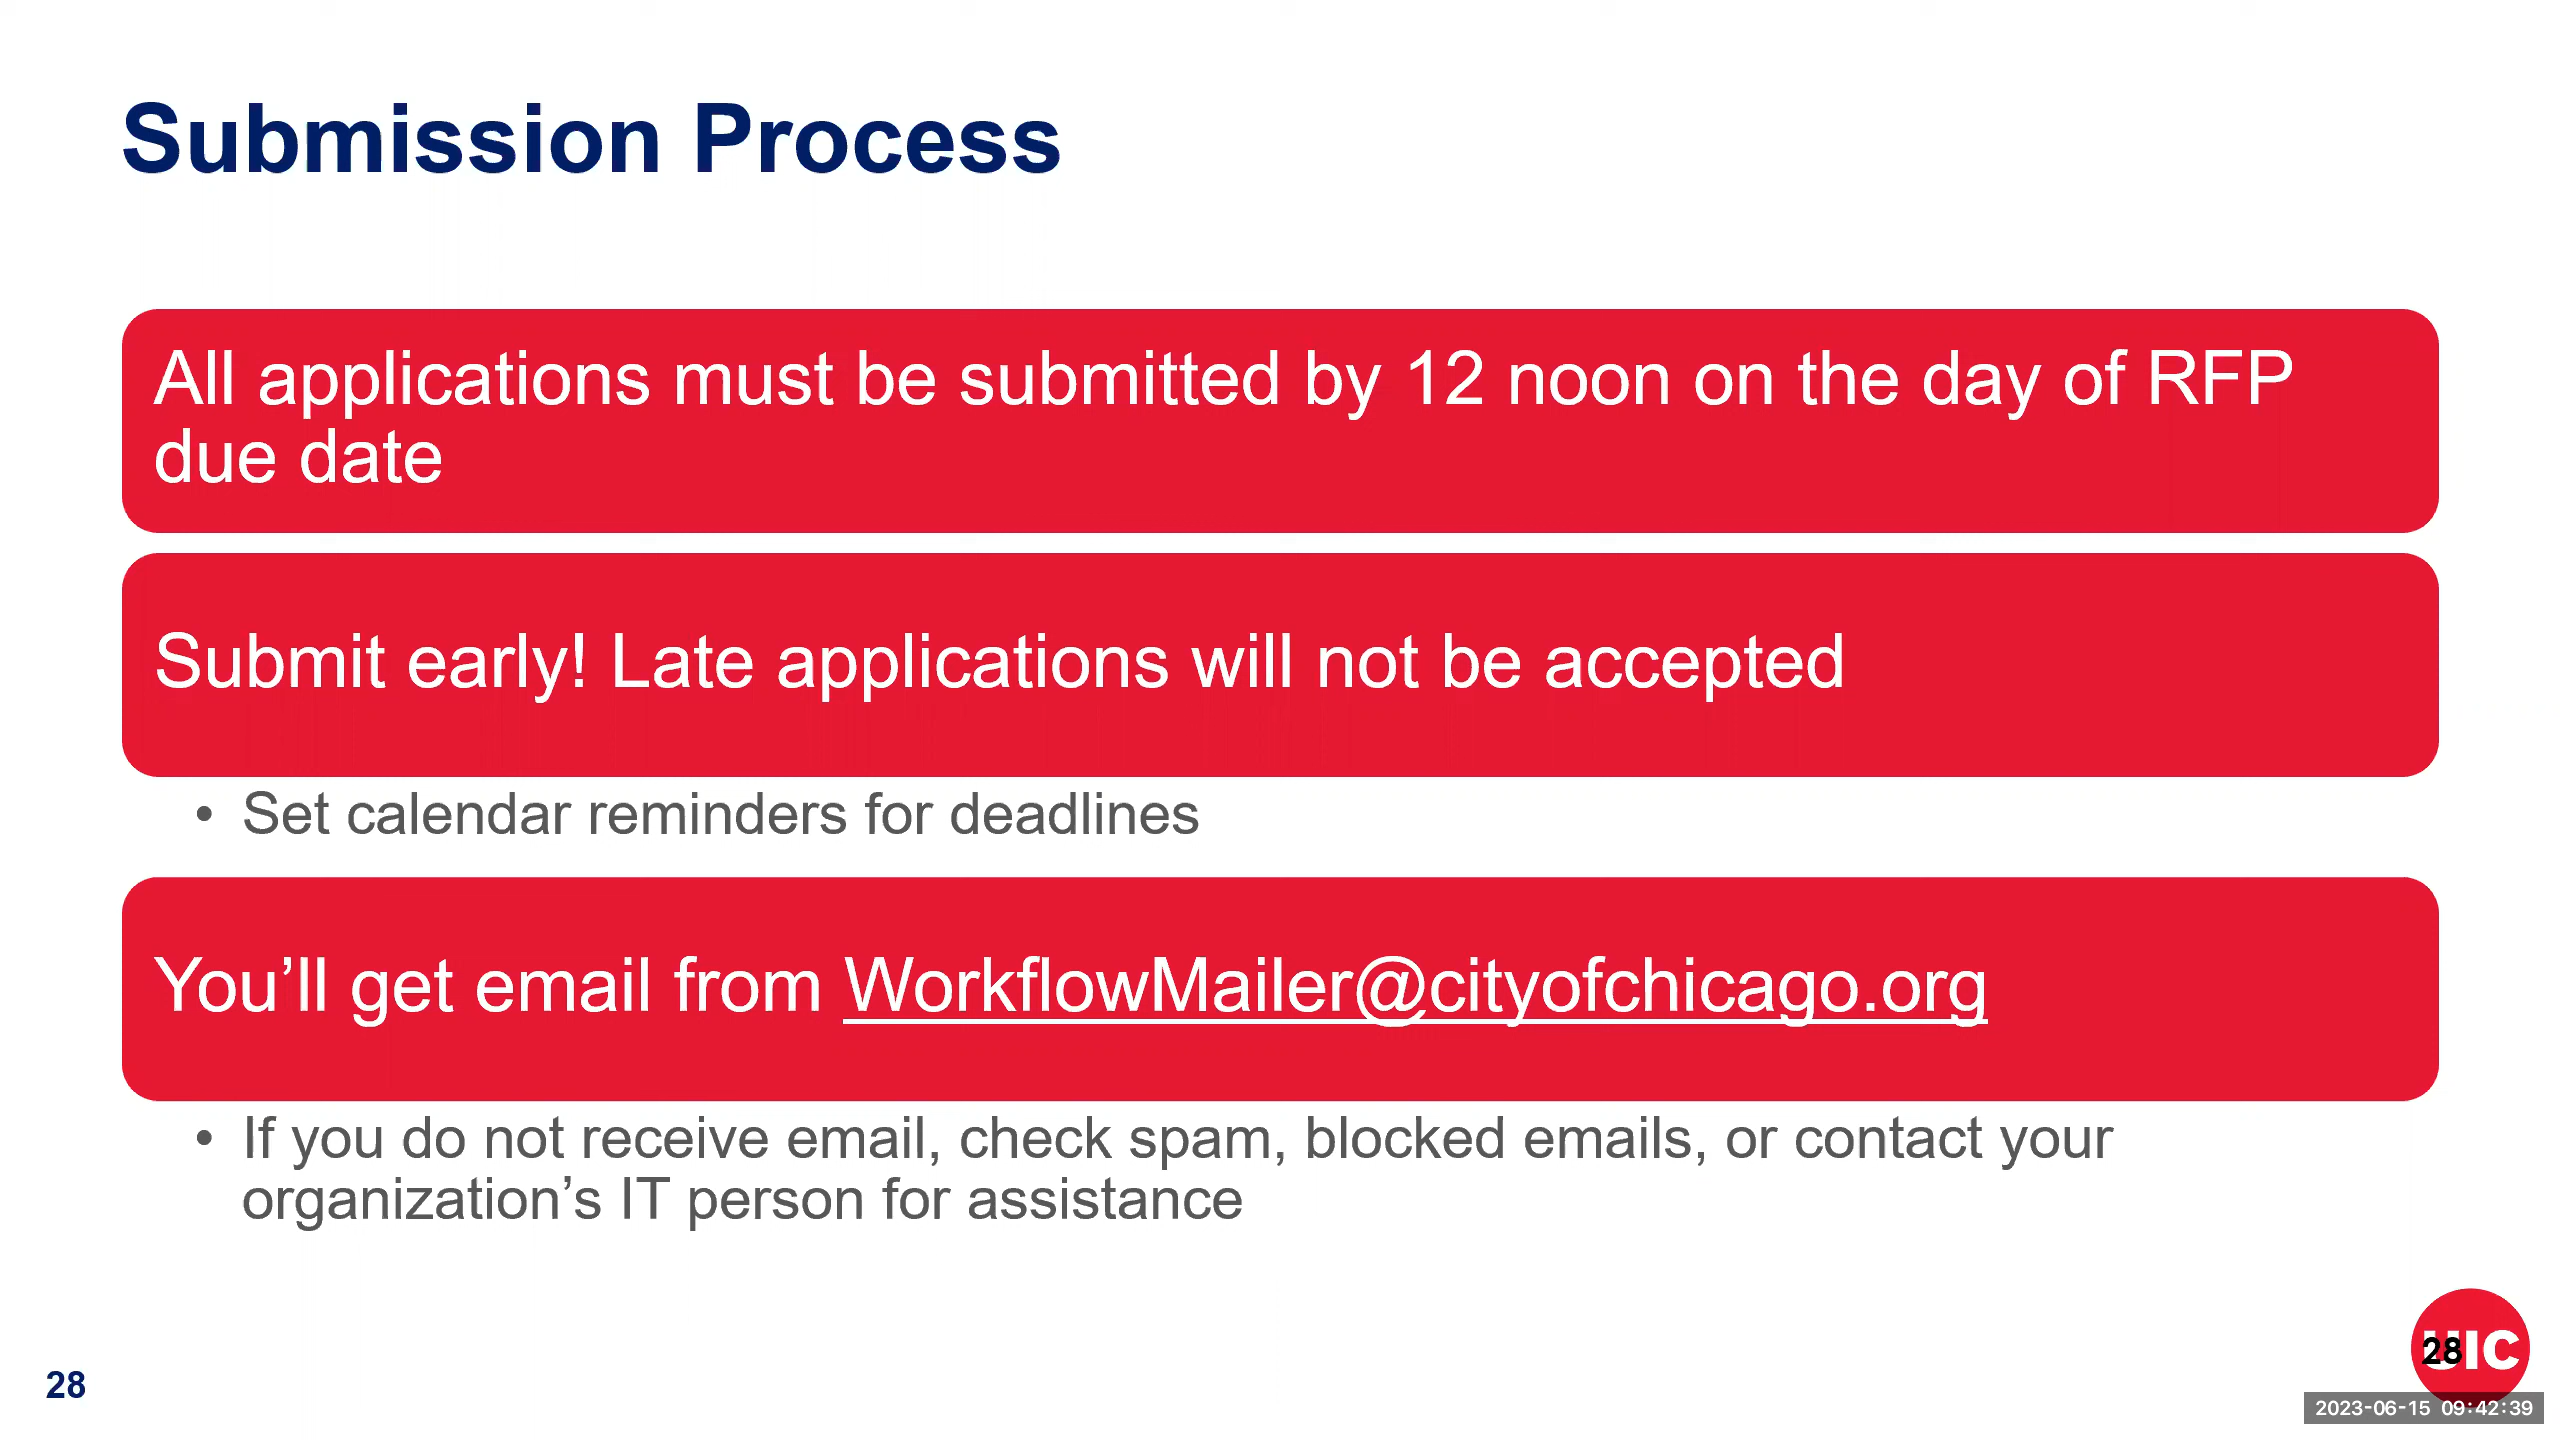 Submission Process
All applications must be submitted by 12 noon on the day of RFP
due date
Submit early! Late applications will not be accepted
• Set calendar reminders for deadlines
You’ll get email from WorkflowMailer@cityofchicago.org
• If you do not receive email, check spam, blocked emails, or contact your
organization’s IT person for assistance
28
28
UIC
2023-06-15 09:42:39